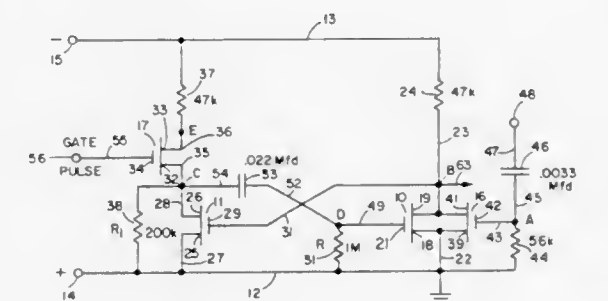 − 15
13
37 47k
24 47k
48
33
17
E 36
GATE 55
56 PULSE
34 32 35
C 54
.022 Mfd
53
52
23
B 63
47 46
.0033 Mfd
45
38 R1 200k
28 26 11 29
25 27
31
D 49
R 51 1M
10 19 41 16 42
21 18 39
43 A
56k
44
22
+ 14
12